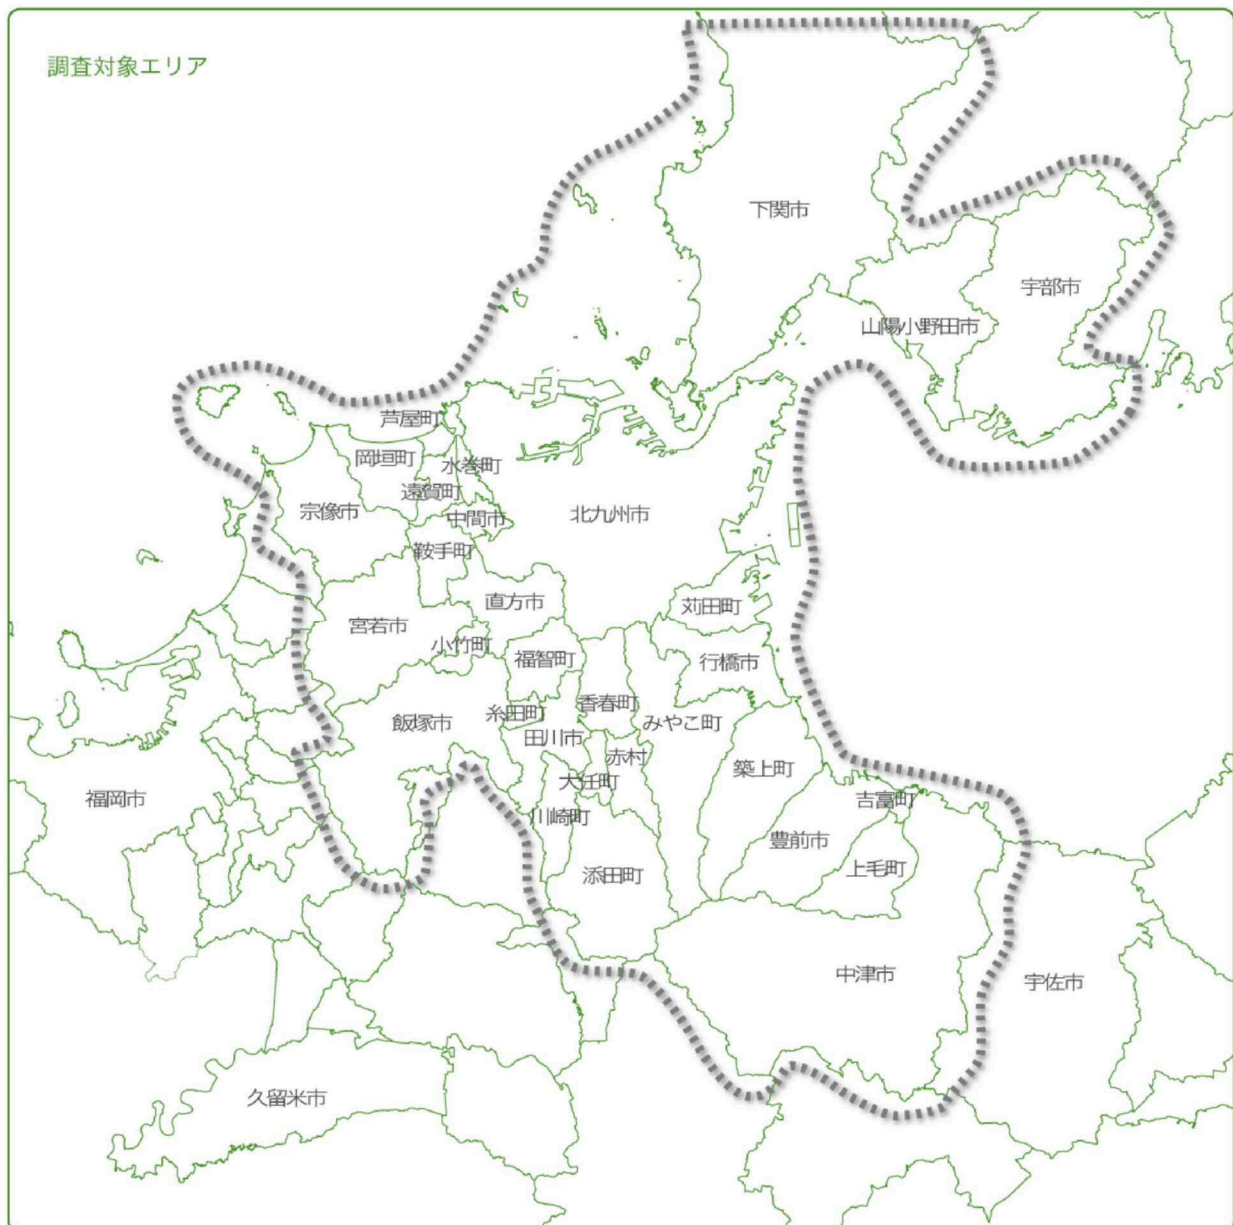 調査対象エリア
下関市
宇部市
山陽小野田市
芦屋町
岡垣町
水巻町
遠賀町
宗像市
中間市
北九州市
鞍手町
直方市
苅田町
宮若市
小竹町
福智町
行橋市
香春町
糸田町
飯塚市
みやこ町
田川市
赤村
築上町
大任町
福岡市
吉富町
川崎町
豊前市
上毛町
添田町
中津市
宇佐市
久留米市